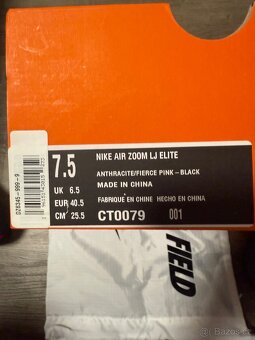 7.5
UK 6.5
EUR 40.5
CM 25.5
NIKE AIR ZOOM LJ ELITE
ANTHRACITE/FIERCE PINK-BLACK
MADE IN CHINA
FABRIQUÉ EN CHINE HECHO EN CHINA
CT0079 001
FIELD